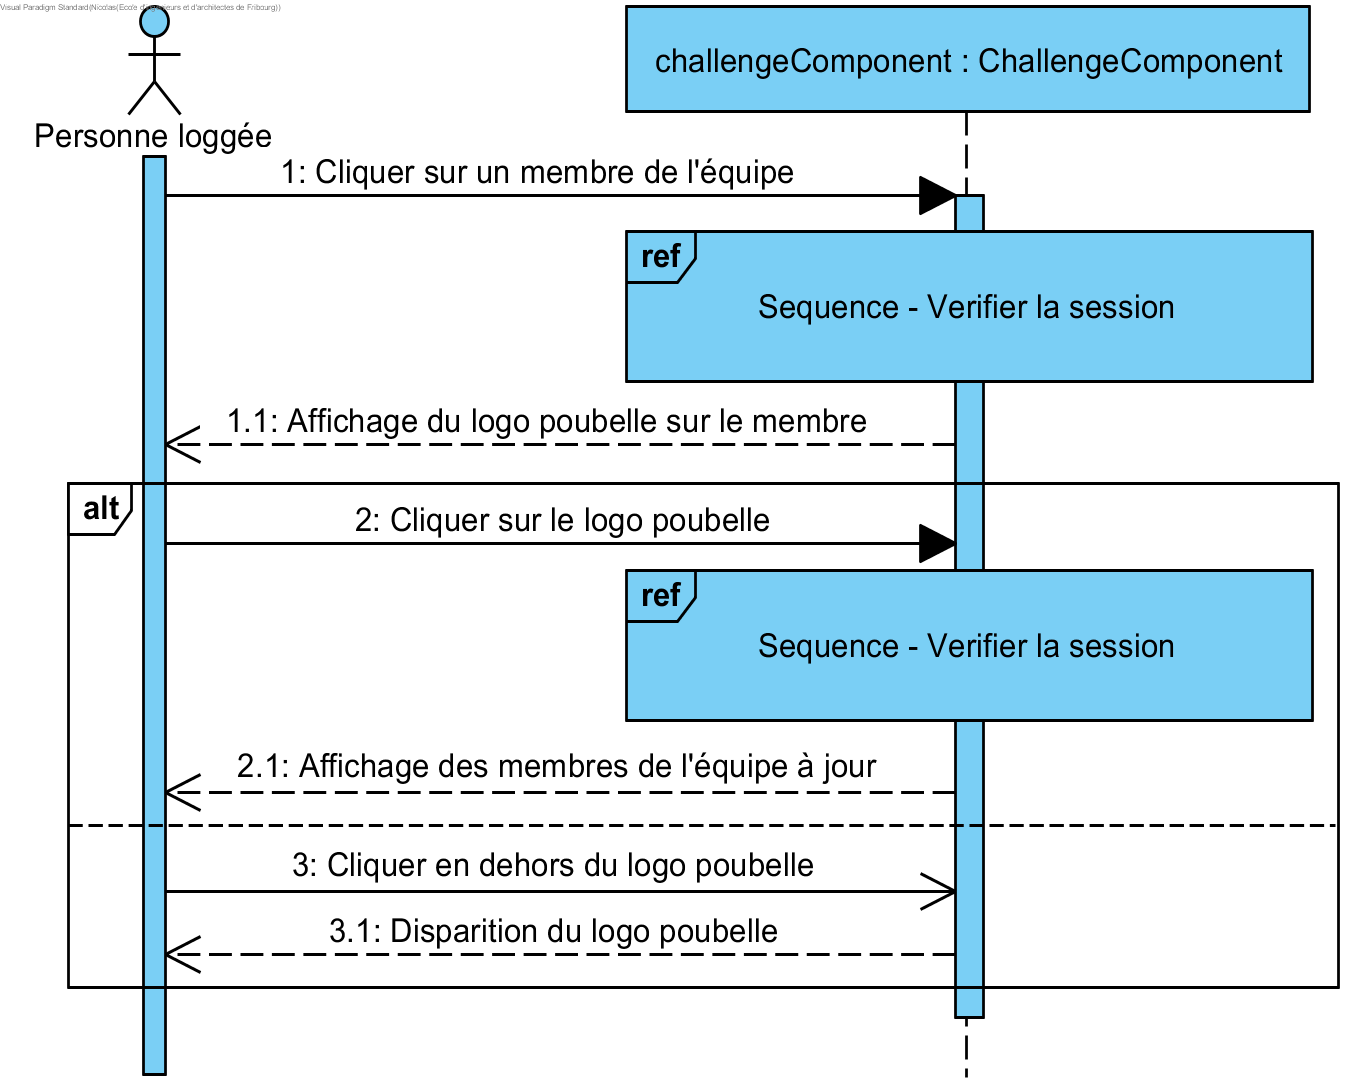 Visual Paradigm Standard(Nicolas(Ecole d'ingenieurs et d'architectes de Fribourg))
challengeComponent : ChallengeComponent
Personne loggée
1: Cliquer sur un membre de l'équipe
ref
Sequence - Verifier la session
1.1: Affichage du logo poubelle sur le membre
alt
2: Cliquer sur le logo poubelle
ref
Sequence - Verifier la session
2.1: Affichage des membres de l'équipe à jour
3: Cliquer en dehors du logo poubelle
3.1: Disparition du logo poubelle